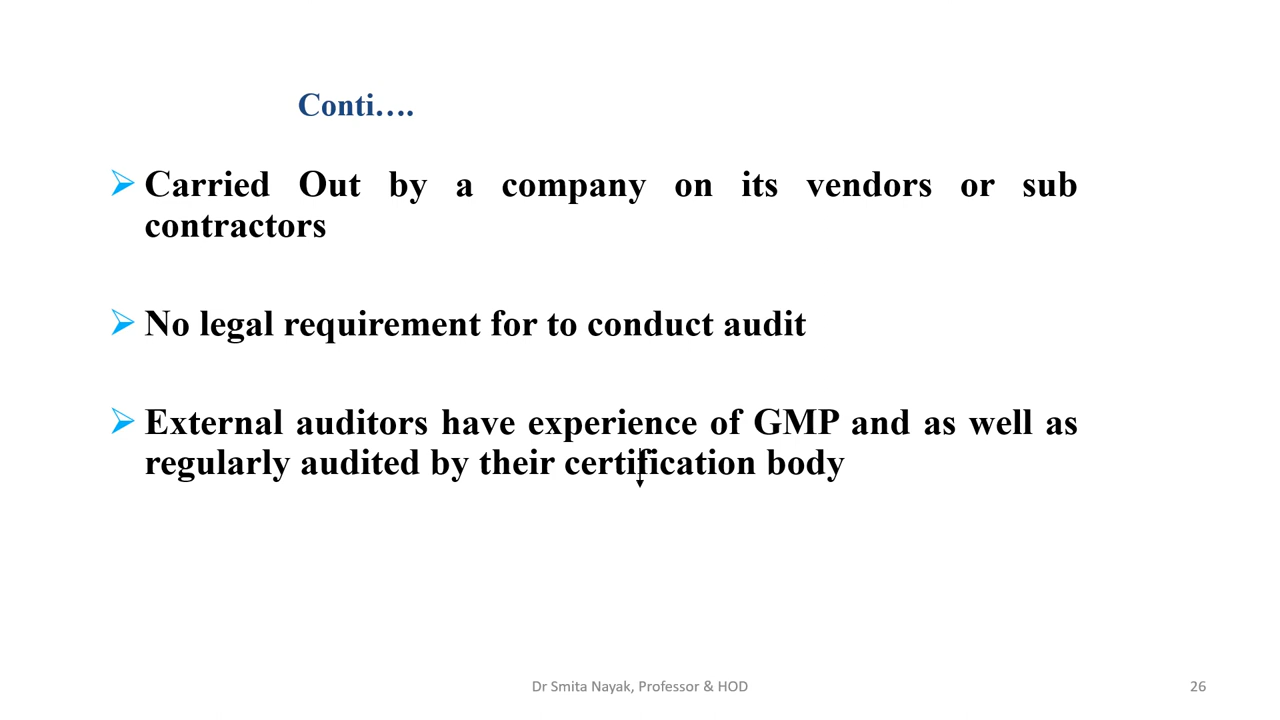 Conti….
Carried Out by a company on its vendors or sub
contractors
No legal requirement for to conduct audit
External auditors have experience of GMP and as well as
regularly audited by their certification body
Dr Smita Nayak, Professor & HOD
26